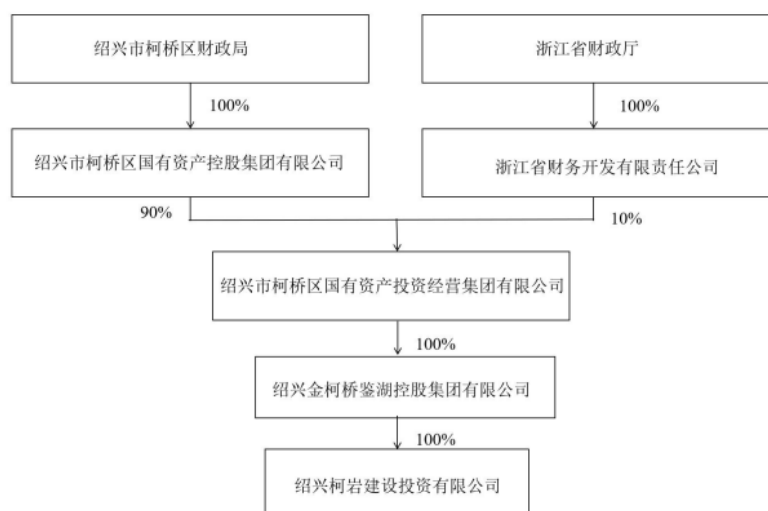 绍兴市柯桥区财政局
浙江省财政厅
100%
100%
绍兴市柯桥区国有资产控股集团有限公司
浙江省财务开发有限责任公司
90%
10%
绍兴市柯桥区国有资产投资经营集团有限公司
100%
绍兴金柯桥鉴湖控股集团有限公司
100%
绍兴柯岩建设投资有限公司